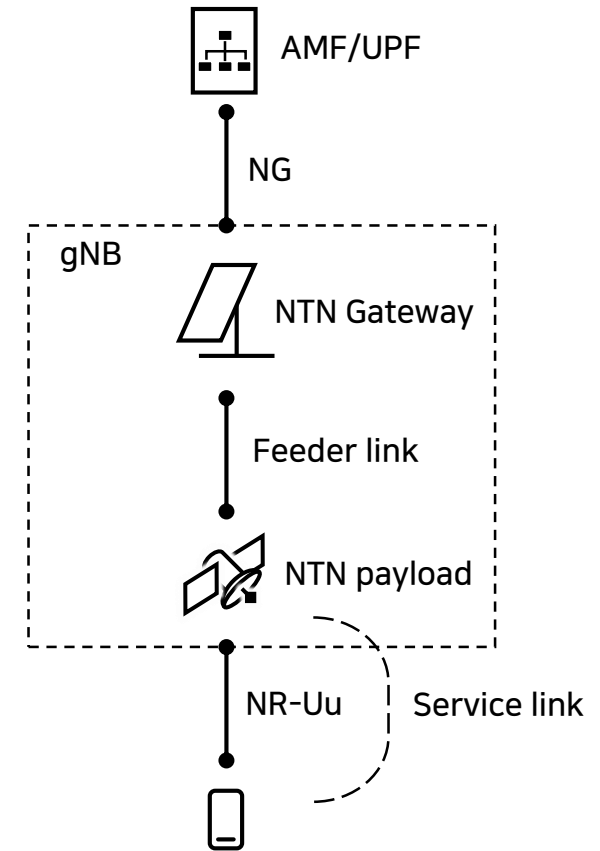 AMF/UPF
NG
gNB
NTN Gateway
Feeder link
NTN payload
NR-Uu
Service link